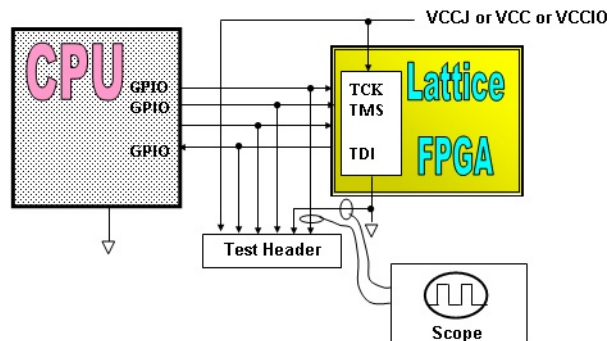 VCCJ or VCC or VCCIO
CPU
GPIO
GPIO
GPIO
TCK
TMS
TDI
Lattice
FPGA
Test Header
Scope